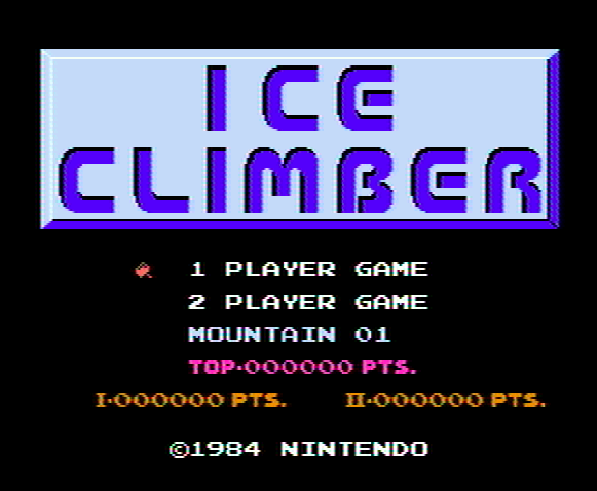 ICE
CLIMBER
1 PLAYER GAME
2 PLAYER GAME
MOUNTAIN 01
TOP·000000 PTS.
I·000000 PTS. II·000000 PTS.
©1984 NINTENDO